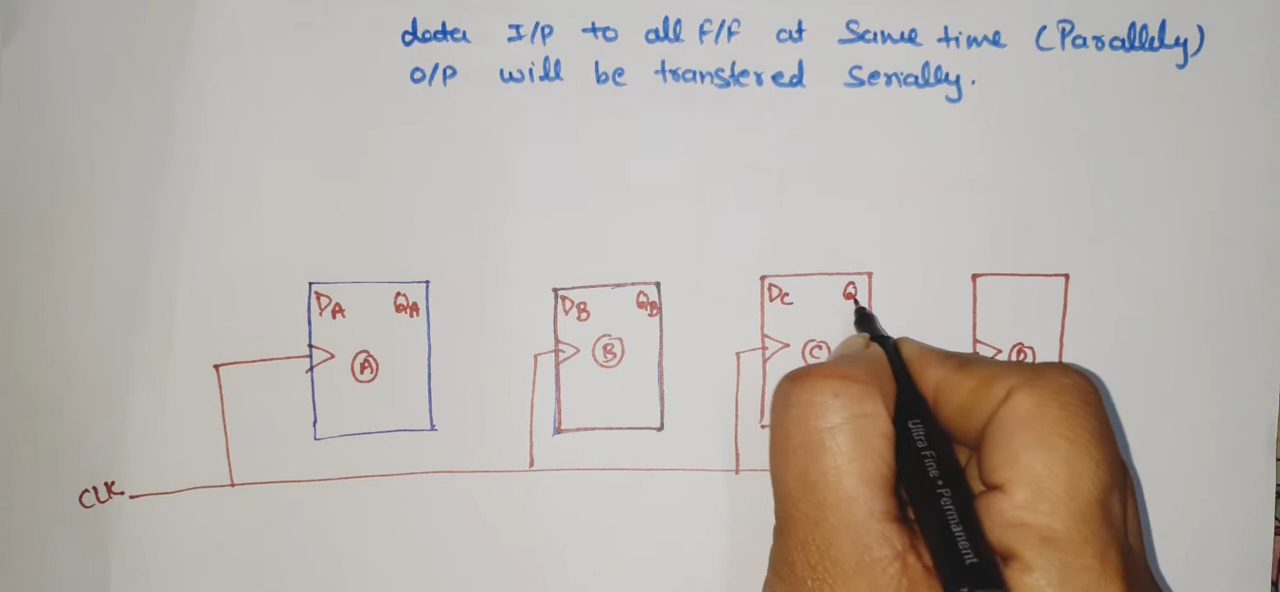 data I/P to all F/F at Same time (Parallely)
O/P will be transfered Serially.
DA QA
A
DB QB
B
DC Q
C
D
CLK
Ultra Fine • Permanent